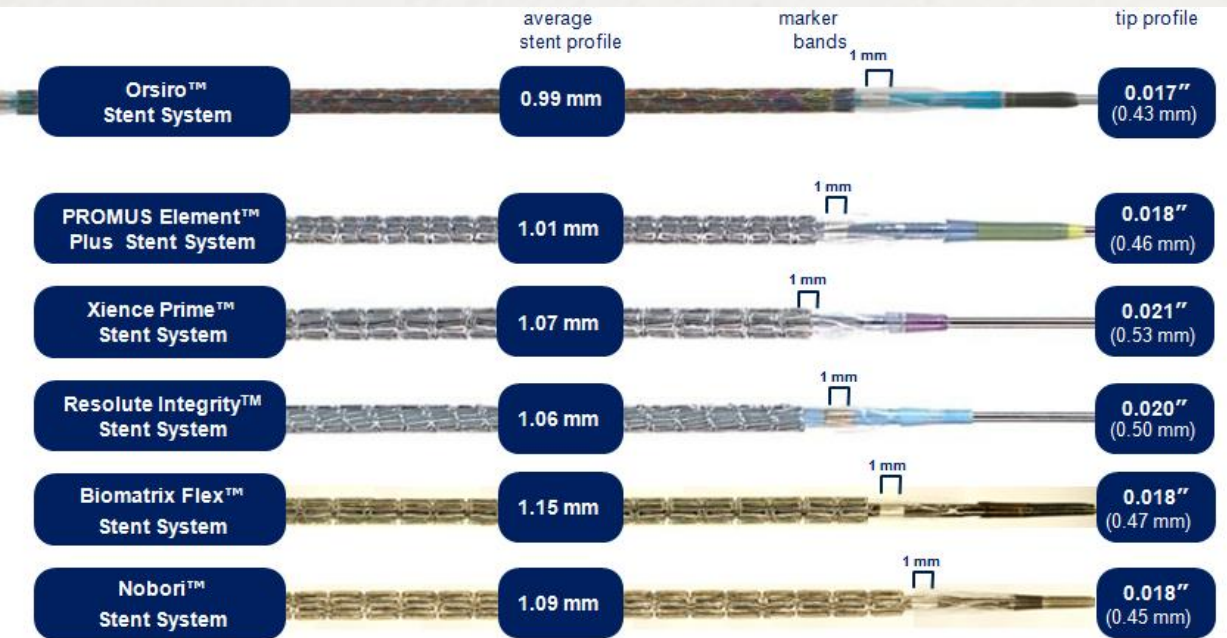 average
stent profile
marker
bands
tip profile
1 mm
Orsiro™
Stent System
0.99 mm
0.017″
(0.43 mm)
1 mm
PROMUS Element™
Plus Stent System
1.01 mm
0.018″
(0.46 mm)
1 mm
Xience Prime™
Stent System
1.07 mm
0.021″
(0.53 mm)
1 mm
Resolute Integrity™
Stent System
1.06 mm
0.020″
(0.50 mm)
1 mm
Biomatrix Flex™
Stent System
1.15 mm
0.018″
(0.47 mm)
1 mm
Nobori™
Stent System
1.09 mm
0.018″
(0.45 mm)